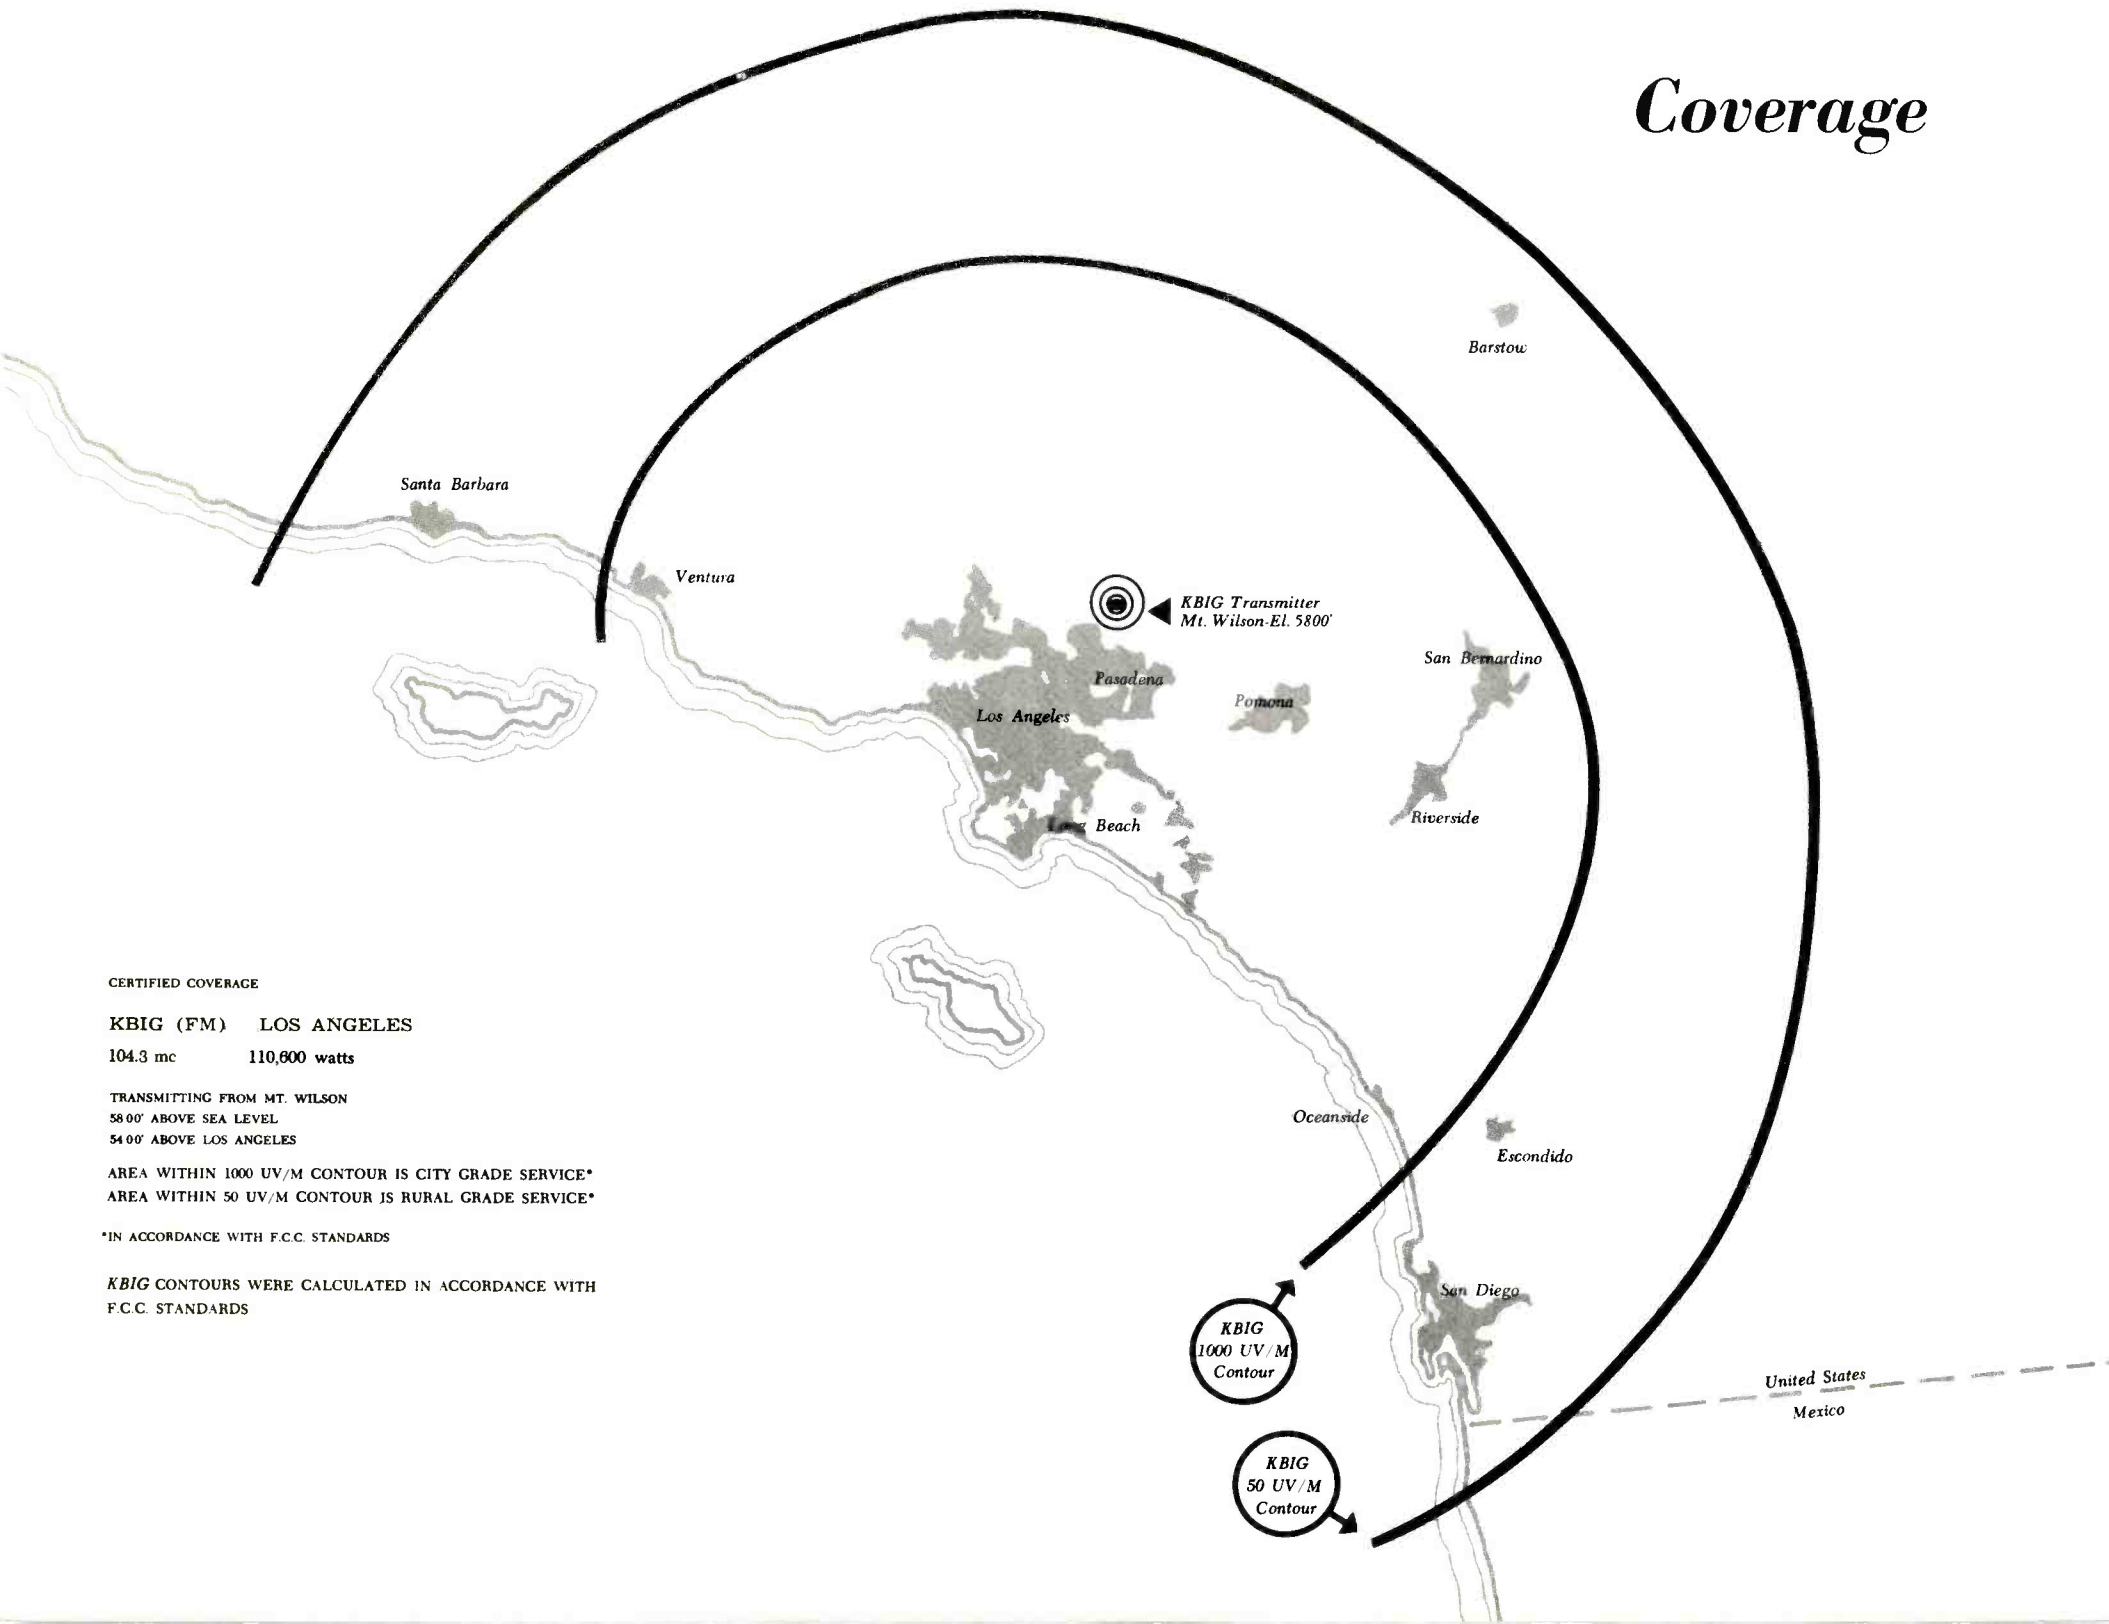 Coverage
Barstow
Santa Barbara
Ventura
KBIG Transmitter
Mt. Wilson-El. 5800'
San Bernardino
Pasadena
Pomona
Los Angeles
Riverside
Long Beach
CERTIFIED COVERAGE
KBIG (FM) LOS ANGELES
104.3 mc 110,600 watts
TRANSMITTING FROM MT. WILSON
5800' ABOVE SEA LEVEL
5400' ABOVE LOS ANGELES
AREA WITHIN 1000 UV/M CONTOUR IS CITY GRADE SERVICE*
AREA WITHIN 50 UV/M CONTOUR IS RURAL GRADE SERVICE*
*IN ACCORDANCE WITH F.C.C. STANDARDS
KBIG CONTOURS WERE CALCULATED IN ACCORDANCE WITH
F.C.C. STANDARDS
Oceanside
Escondido
San Diego
KBIG
1000 UV/M
Contour
United States
Mexico
KBIG
50 UV/M
Contour